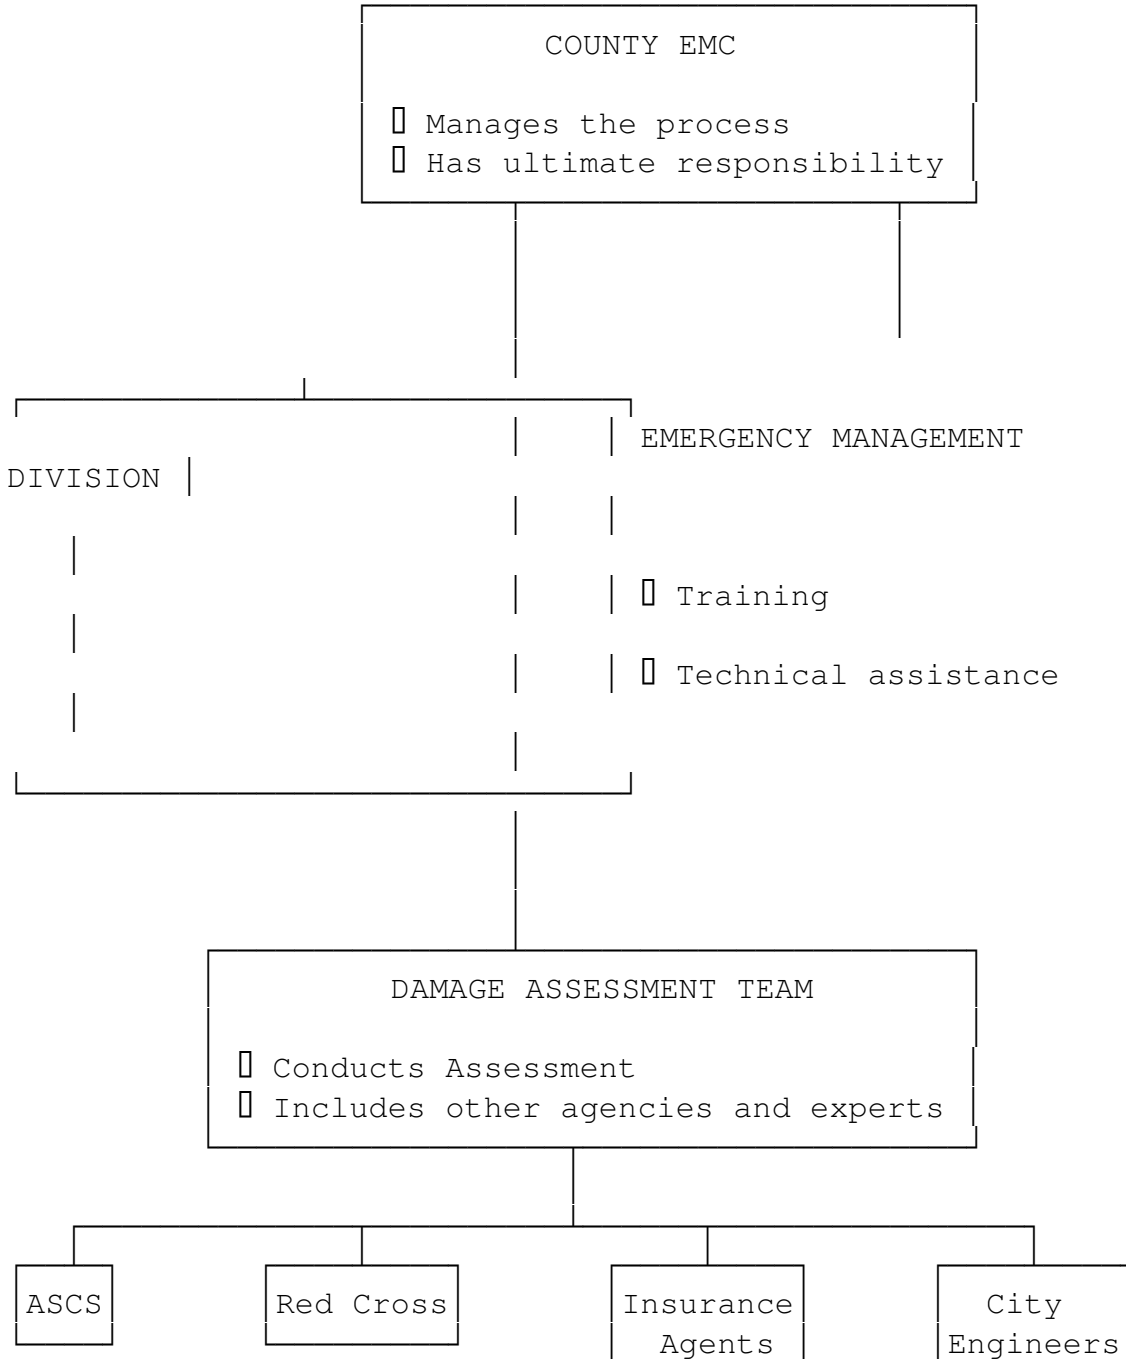 COUNTY EMC
▯ Manages the process
▯ Has ultimate responsibility
EMERGENCY MANAGEMENT
DIVISION
▯ Training
▯ Technical assistance
DAMAGE ASSESSMENT TEAM
▯ Conducts Assessment
▯ Includes other agencies and experts
ASCS
Red Cross
Insurance
Agents
City
Engineers